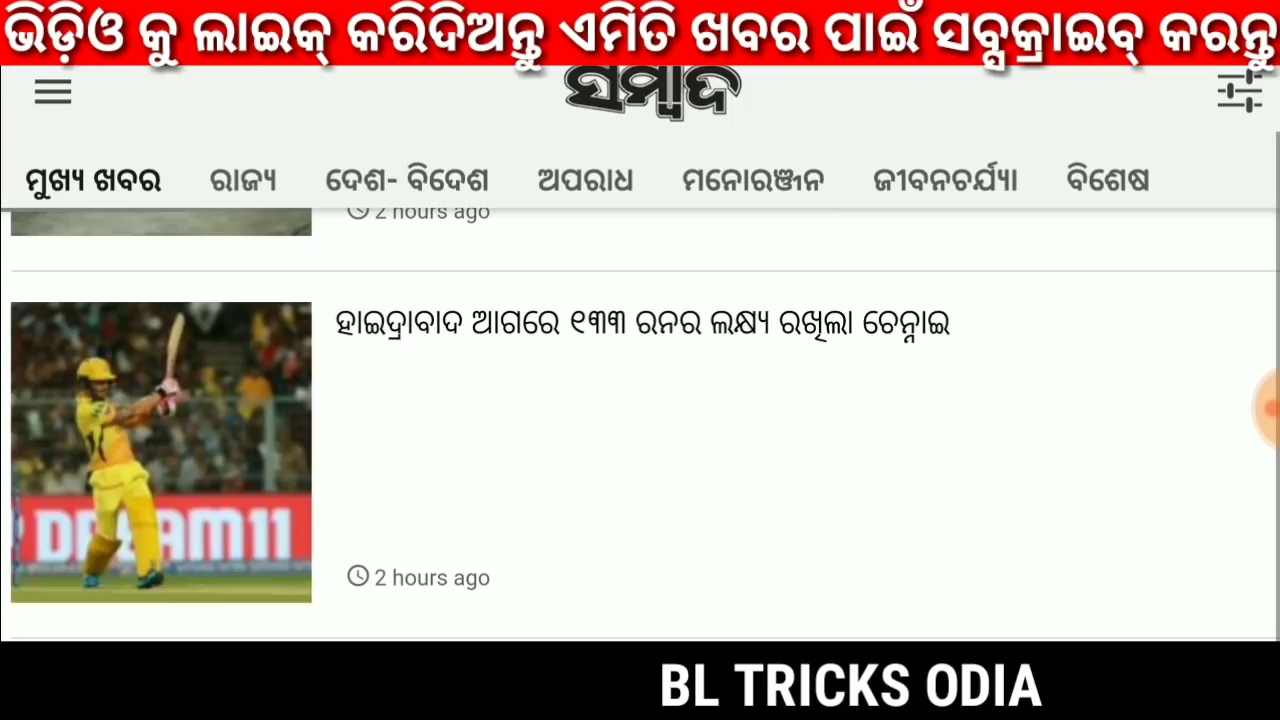 ଭିଡ଼ିଓ କୁ ଲାଇକ୍ କରିଦିଅନ୍ତୁ ଏମିତି ଖବର ପାଇଁ ସବ୍ସକ୍ରାଇବ୍ କରନ୍ତୁ
ସମ୍ବାଦ
ମୁଖ୍ୟ ଖବର ରାଜ୍ୟ ଦେଶ- ବିଦେଶ ଅପରାଧ ମନୋରଞ୍ଜନ ଜୀବନଚର୍ଯ୍ୟା ବିଶେଷ
2 hours ago
ହାଇଦ୍ରାବାଦ ଆଗରେ ୧୩୩ ରନର ଲକ୍ଷ୍ୟ ରଖିଲା ଚେନ୍ନାଇ
DREAM11
2 hours ago
BL TRICKS ODIA